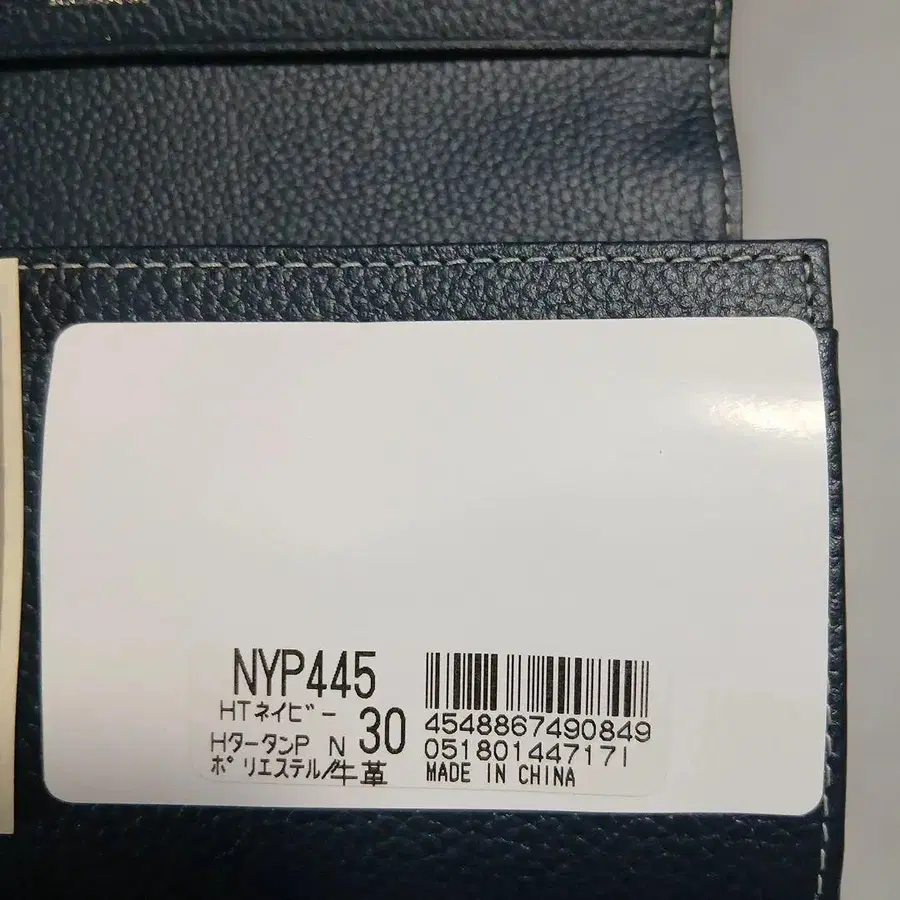 NYP445
HTネイビー 30
HタータンP N
ポリエステル/牛革
4548867490849
051801447171
MADE IN CHINA